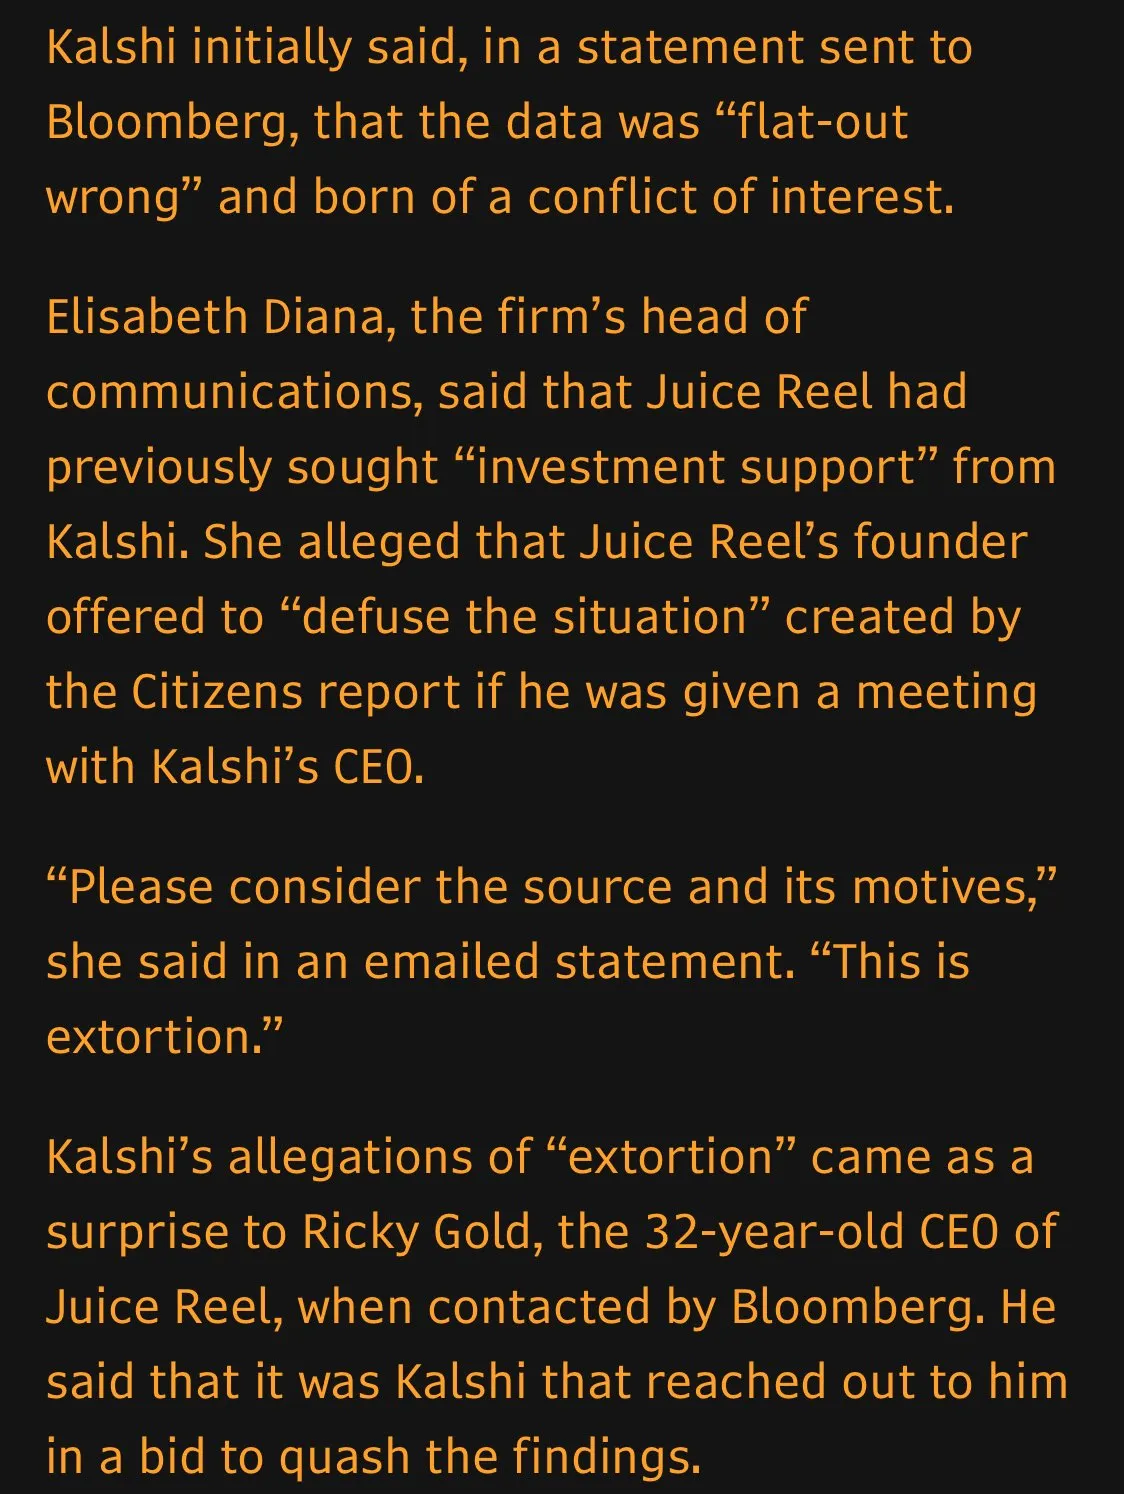 Kalshi initially said, in a statement sent to
Bloomberg, that the data was “flat-out
wrong” and born of a conflict of interest.
Elisabeth Diana, the firm’s head of
communications, said that Juice Reel had
previously sought “investment support” from
Kalshi. She alleged that Juice Reel’s founder
offered to “defuse the situation” created by
the Citizens report if he was given a meeting
with Kalshi’s CEO.
“Please consider the source and its motives,”
she said in an emailed statement. “This is
extortion.”
Kalshi’s allegations of “extortion” came as a
surprise to Ricky Gold, the 32-year-old CEO of
Juice Reel, when contacted by Bloomberg. He
said that it was Kalshi that reached out to him
in a bid to quash the findings.